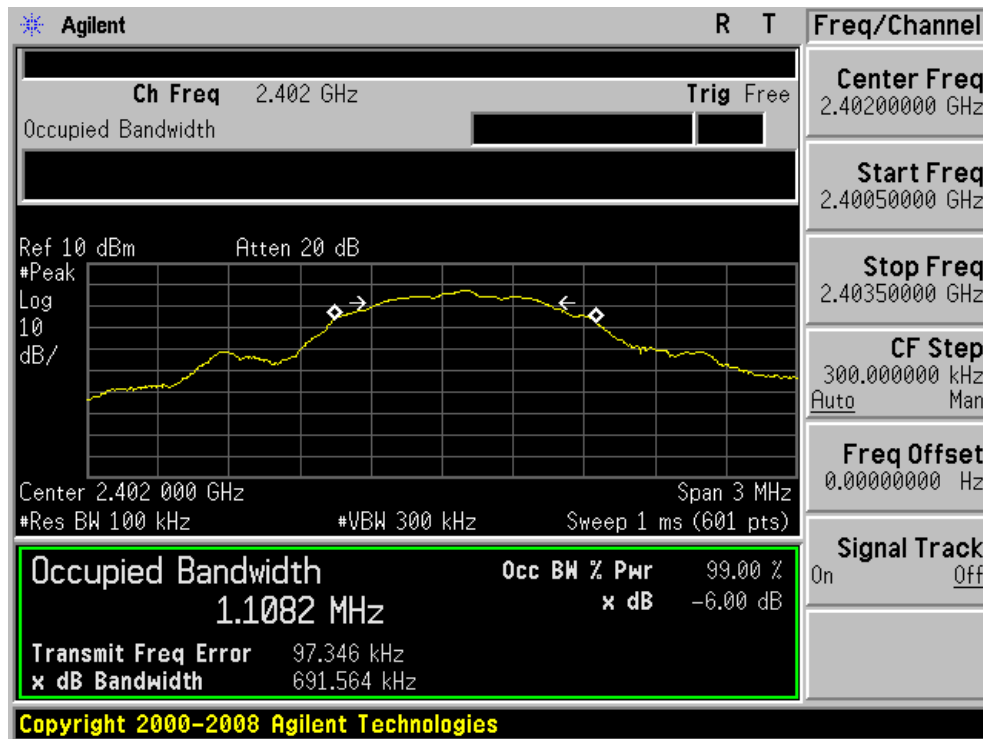 Agilent R T
Ch Freq 2.402 GHz Trig Free
Occupied Bandwidth
Ref 10 dBm Atten 20 dB
#Peak
Log
10
dB/
Center 2.402 000 GHz Span 3 MHz
#Res BW 100 kHz #VBW 300 kHz Sweep 1 ms (601 pts)
Occupied Bandwidth Occ BW % Pwr 99.00 %
1.1082 MHz x dB -6.00 dB
Transmit Freq Error 97.346 kHz
x dB Bandwidth 691.564 kHz
Copyright 2000-2008 Agilent Technologies
Freq/Channel
Center Freq
2.40200000 GHz
Start Freq
2.40050000 GHz
Stop Freq
2.40350000 GHz
CF Step
300.000000 kHz
Auto Man
Freq Offset
0.00000000 Hz
Signal Track
On Off